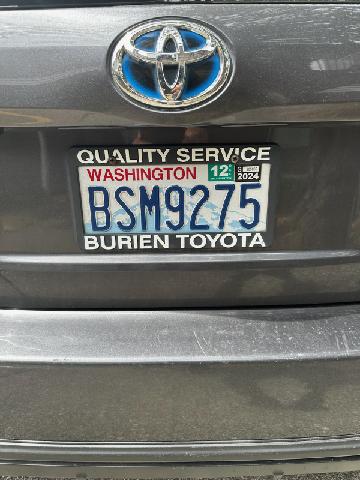 QUALITY SERVICE
WASHINGTON 12 2024
BSM9275
BURIEN TOYOTA